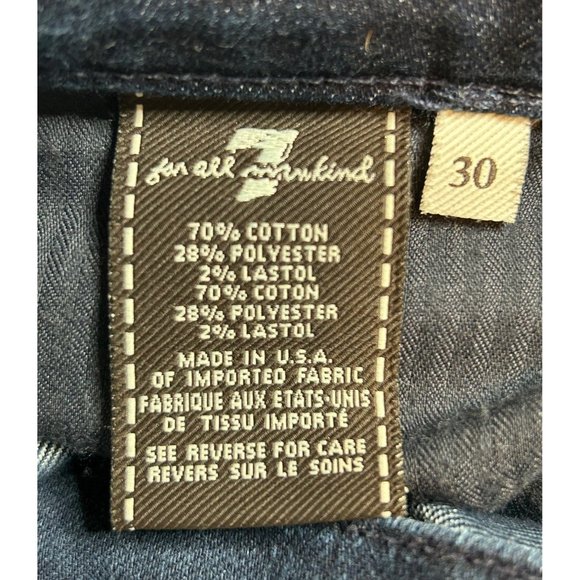 7
for all mankind
30
70% COTTON
28% POLYESTER
2% LASTOL
70% COTON
28% POLYESTER
2% LASTOL
MADE IN U.S.A.
OF IMPORTED FABRIC
FABRIQUE AUX ETATS-UNIS
DE TISSU IMPORTÉ
SEE REVERSE FOR CARE
REVERS SUR LE SOINS